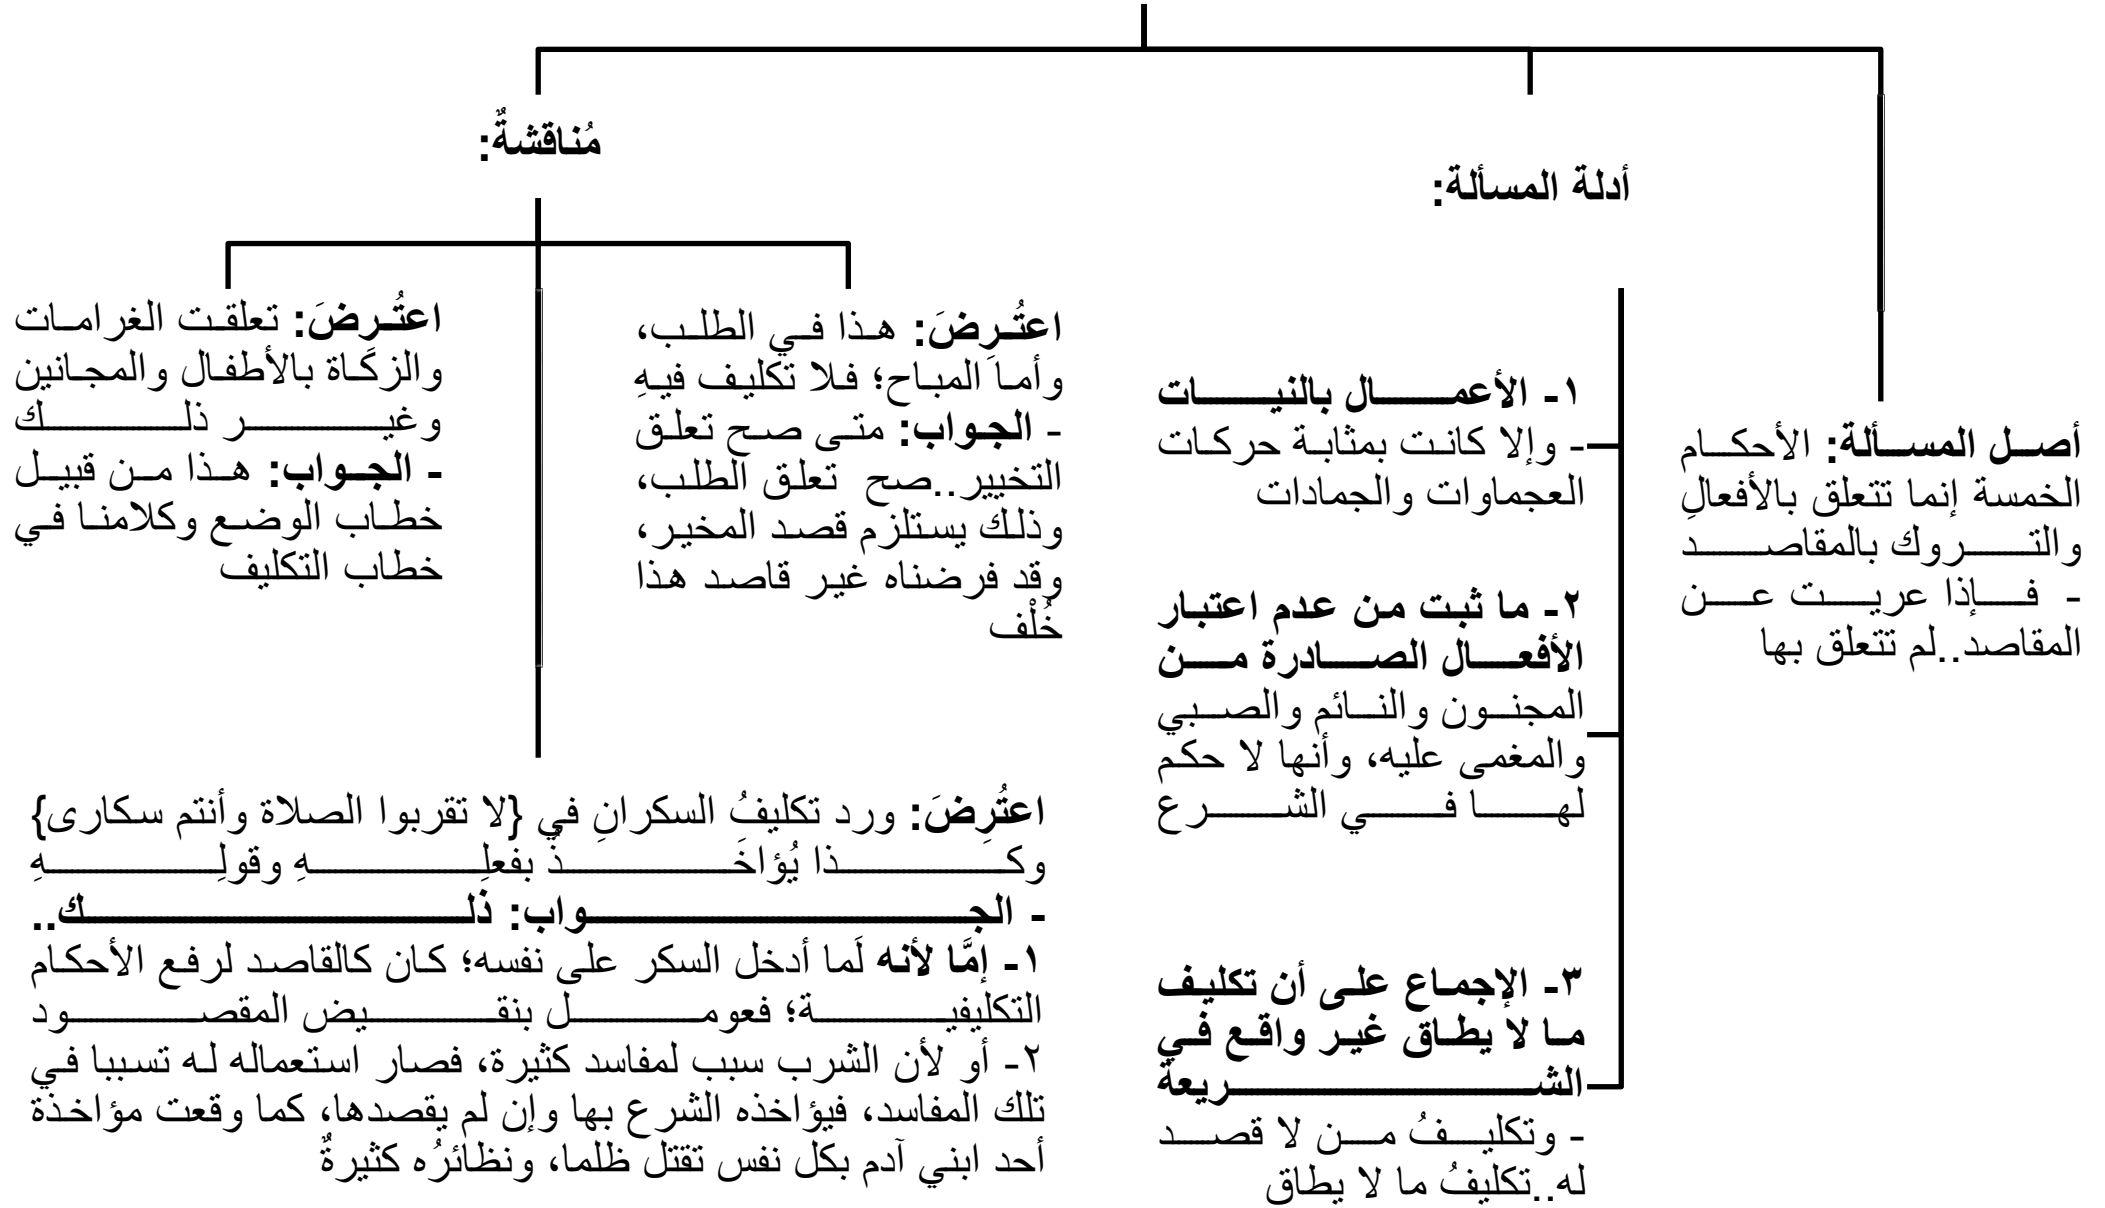 أصل المسألة: الأحكام
الخمسة إنما تتعلق بالأفعالِ
والتروك بالمقاصد
- فإذا عريت عن
المقاصد..لم تتعلق بها
أدلة المسألة:
١- الأعمال بالنيات
- وإلا كانت بمثابة حركات
العجماوات والجمادات
٢- ما ثبت من عدم اعتبار
الأفعال الصادرة من
المجنون والنائم والصبي
والمغمى عليه، وأنها لا حكم
لها في الشرع
٣- الإجماع على أن تكليف
ما لا يطاق غير واقع في
الشريعة
- وتكليفُ من لا قصد
له..تكليفُ ما لا يطاق
مُناقشةٌ:
اعتُرِضَ: هذا في الطلب،
وأما المباح؛ فلا تكليف فيهِ
- الجواب: متى صح تعلق
التخيير..صح تعلق الطلب،
وذلك يستلزم قصد المخير،
وقد فرضناه غير قاصد هذا
خُلْف
اعتُرِضَ: ورد تكليفُ السكرانِ في {لا تقربوا الصلاة وأنتم سكارى}
وكذا يُؤاخَذُ بفعلِهِ وقولِهِ
- الجواب: ذلك..
١- إمَّا لأنه لَما أدخل السكر على نفسه؛ كان كالقاصد لرفع الأحكام
التكليفية؛ فعومل بنقيض المقصود
٢- أو لأن الشرب سبب لمفاسد كثيرة، فصار استعماله له تسببا في
تلك المفاسد، فيؤاخذه الشرع بها وإن لم يقصدها، كما وقعت مؤاخذة
أحد ابني آدم بكل نفس تقتل ظلما، ونظائرُه كثيرةٌ
اعتُرِضَ: تعلقت الغرامات
والزكاة بالأطفال والمجانين
وغير ذلك
- الجواب: هذا من قبيل
خطاب الوضع وكلامنا في
خطاب التكليف